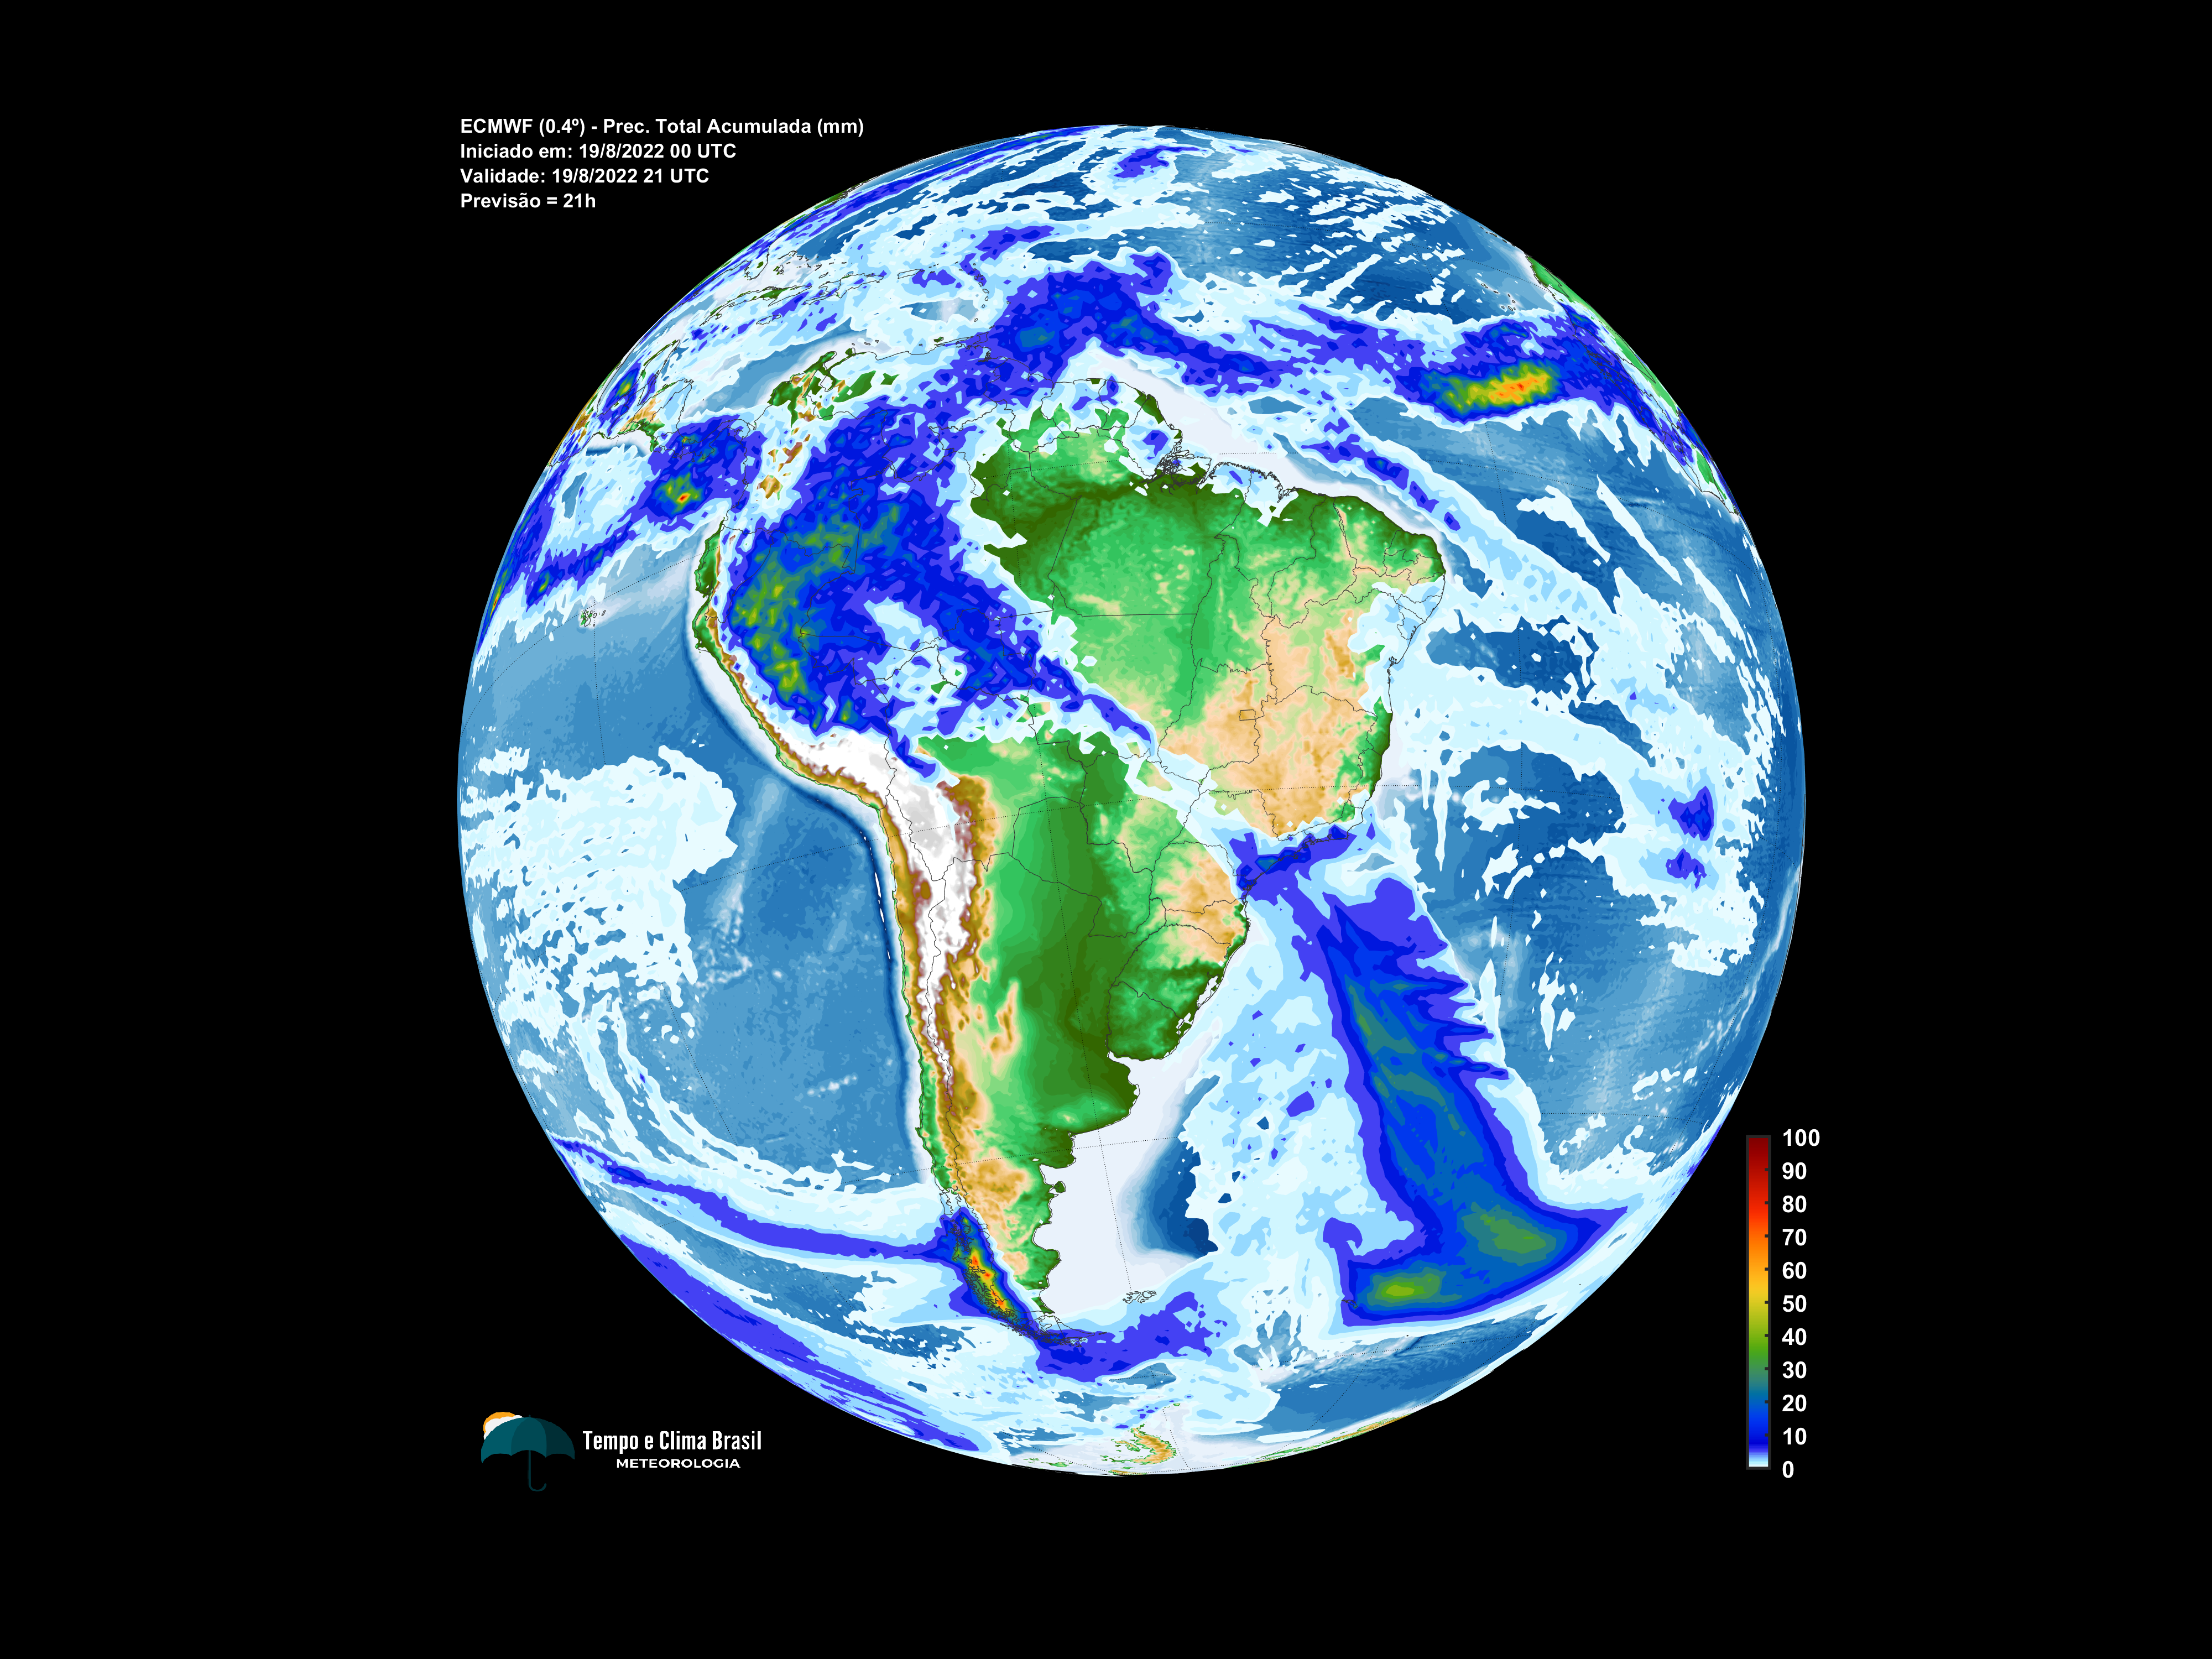 ECMWF (0.4º) - Prec. Total Acumulada (mm)
Iniciado em: 19/8/2022 00 UTC
Validade: 19/8/2022 21 UTC
Previsão = 21h
100
90
80
70
60
50
40
30
20
10
0
Tempo e Clima Brasil
METEOROLOGIA